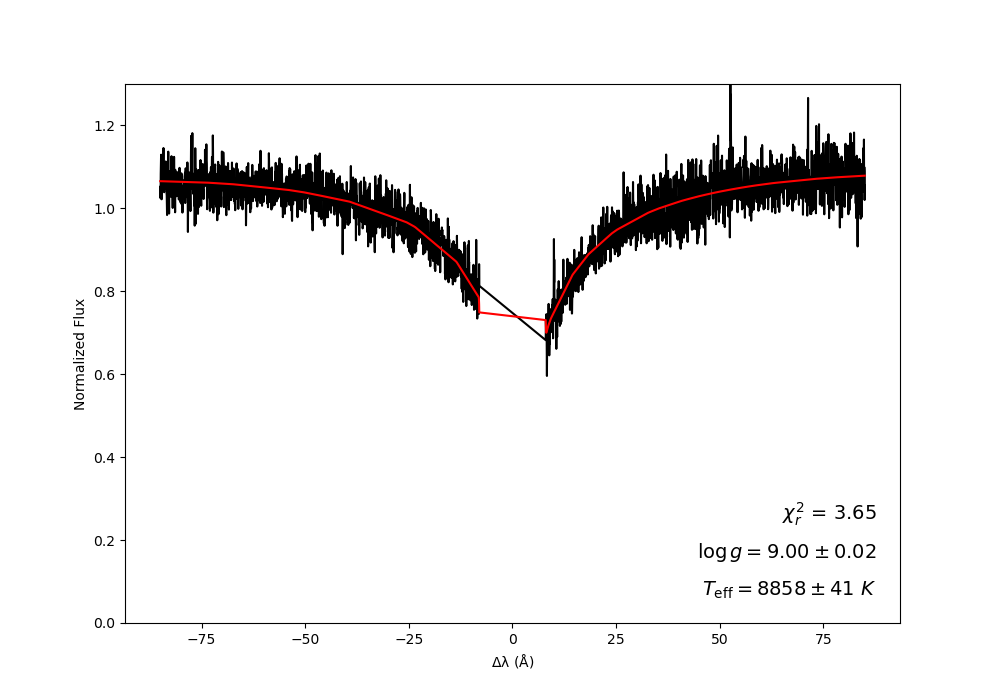 1.2
1.0
0.8
0.6
0.4
0.2
0.0
Normalized Flux
χ²ᵣ = 3.65
log g = 9.00 ± 0.02
T_eff = 8858 ± 41 K
−75 −50 −25 0 25 50 75
Δλ (Å)